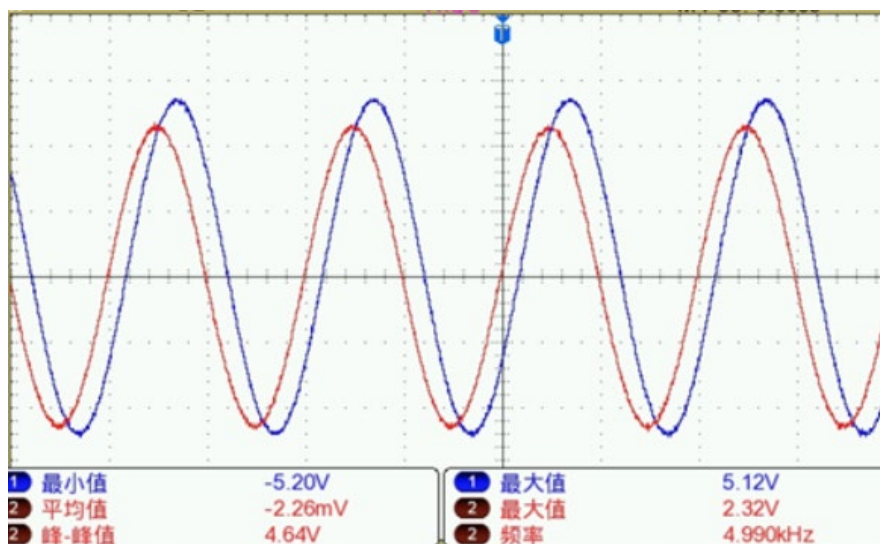 1 最小值 -5.20V
2 平均值 -2.26mV
2 峰-峰值 4.64V
1 最大值 5.12V
2 最大值 2.32V
2 频率 4.990kHz